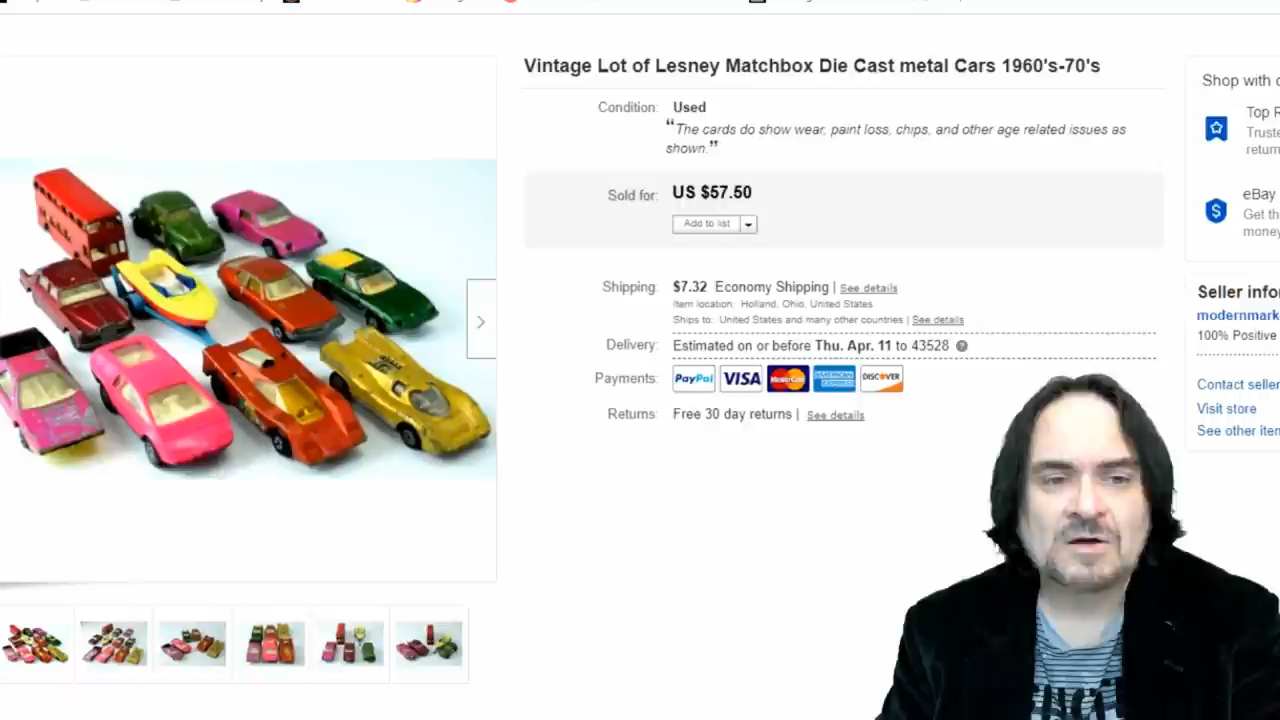 Vintage Lot of Lesney Matchbox Die Cast metal Cars 1960's-70's
Condition: Used
“The cards do show wear, paint loss, chips, and other age related issues as
shown.”
Sold for: US $57.50
Add to list
Shipping: $7.32 Economy Shipping | See details
Item location: Holland, Ohio, United States
Ships to: United States and many other countries | See details
Delivery: Estimated on or before Thu. Apr. 11 to 43528
Payments: PayPal VISA MasterCard AMERICAN EXPRESS DISCOVER
Returns: Free 30 day returns | See details
Shop with
Top R
Truste
return
eBay
Get th
money
Seller info
modernmark
100% Positive
Contact seller
Visit store
See other item